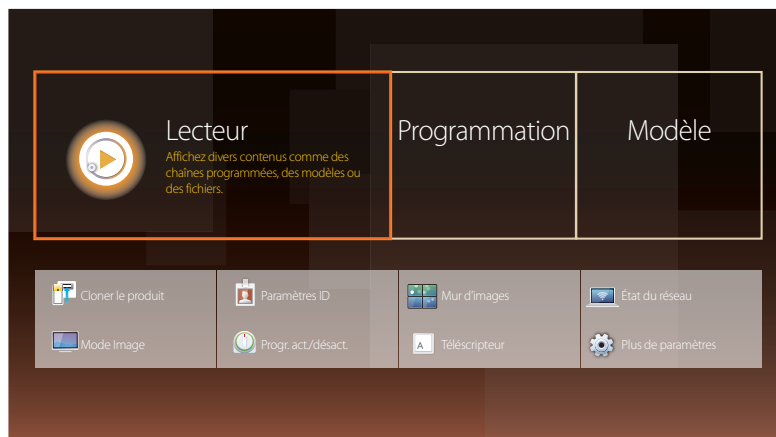 Lecteur
Affichez divers contenus comme des
chaînes programmées, des modèles ou
des fichiers.
Programmation
Modèle
Cloner le produit
Paramètres ID
Mur d'images
État du réseau
Mode Image
Progr. act./désact.
A
Téléscripteur
Plus de paramètres